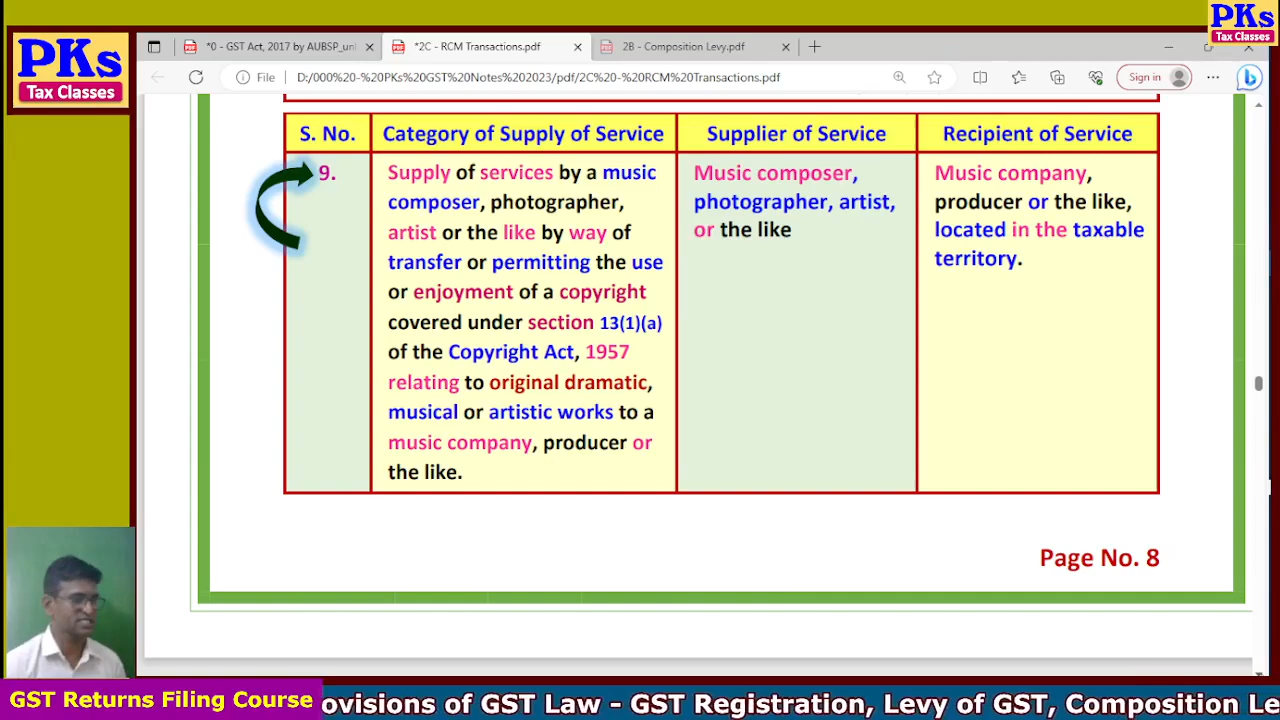 PKs
Tax Classes
PKs
Tax Classes
*0 - GST Act, 2017 by AUBSP_unl
*2C - RCM Transactions.pdf
2B - Composition Levy.pdf
File
D:/000%20-%20PKs%20GST%20Notes%202023/pdf/2C%20-%20RCM%20Transactions.pdf
Sign in
S. No.
Category of Supply of Service
Supplier of Service
Recipient of Service
9.
Supply of services by a music
composer, photographer,
artist or the like by way of
transfer or permitting the use
or enjoyment of a copyright
covered under section 13(1)(a)
of the Copyright Act, 1957
relating to original dramatic,
musical or artistic works to a
music company, producer or
the like.
Music composer,
photographer, artist,
or the like
Music company,
producer or the like,
located in the taxable
territory.
Page No. 8
GST Returns Filing Course
ovisions of GST Law - GST Registration, Levy of GST, Composition Le